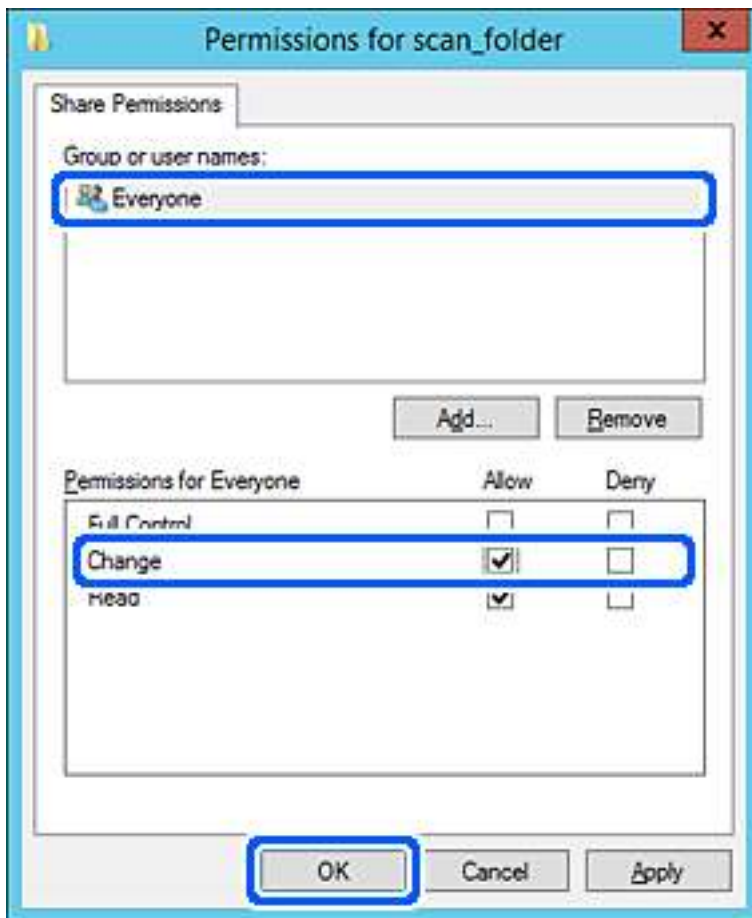 Permissions for scan_folder
x
Share Permissions
Group or user names:
Everyone
Add... Remove
Permissions for Everyone Allow Deny
Full Control
Change
Read
OK Cancel Apply